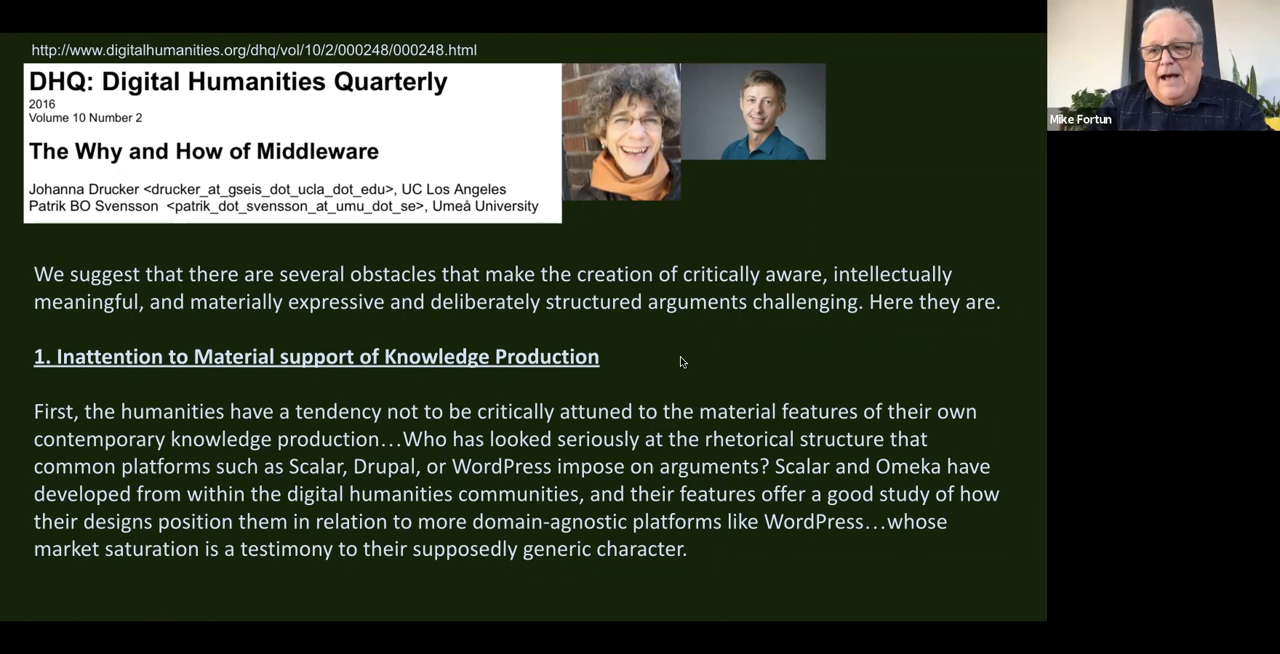 http://www.digitalhumanities.org/dhq/vol/10/2/000248/000248.html
DHQ: Digital Humanities Quarterly
2016
Volume 10 Number 2
The Why and How of Middleware
Johanna Drucker <drucker_at_gseis_dot_ucla_dot_edu>, UC Los Angeles
Patrik BO Svensson <patrik_dot_svensson_at_umu_dot_se>, Umeå University
Mike Fortun
We suggest that there are several obstacles that make the creation of critically aware, intellectually
meaningful, and materially expressive and deliberately structured arguments challenging. Here they are.
1. Inattention to Material support of Knowledge Production
First, the humanities have a tendency not to be critically attuned to the material features of their own
contemporary knowledge production…Who has looked seriously at the rhetorical structure that
common platforms such as Scalar, Drupal, or WordPress impose on arguments? Scalar and Omeka have
developed from within the digital humanities communities, and their features offer a good study of how
their designs position them in relation to more domain-agnostic platforms like WordPress…whose
market saturation is a testimony to their supposedly generic character.